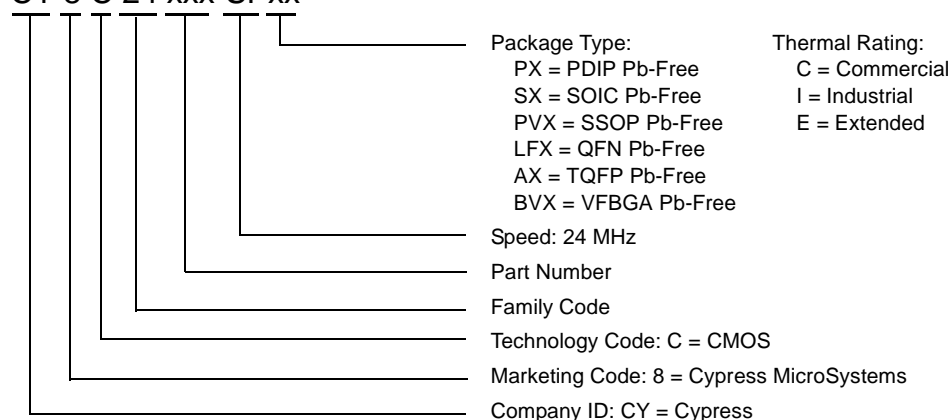 xxx xx
Package Type: Thermal Rating:
PX = PDIP Pb-Free C = Commercial
SX = SOIC Pb-Free I = Industrial
PVX = SSOP Pb-Free E = Extended
LFX = QFN Pb-Free
AX = TQFP Pb-Free
BVX = VFBGA Pb-Free
Speed: 24 MHz
Part Number
Family Code
Technology Code: C = CMOS
Marketing Code: 8 = Cypress MicroSystems
Company ID: CY = Cypress